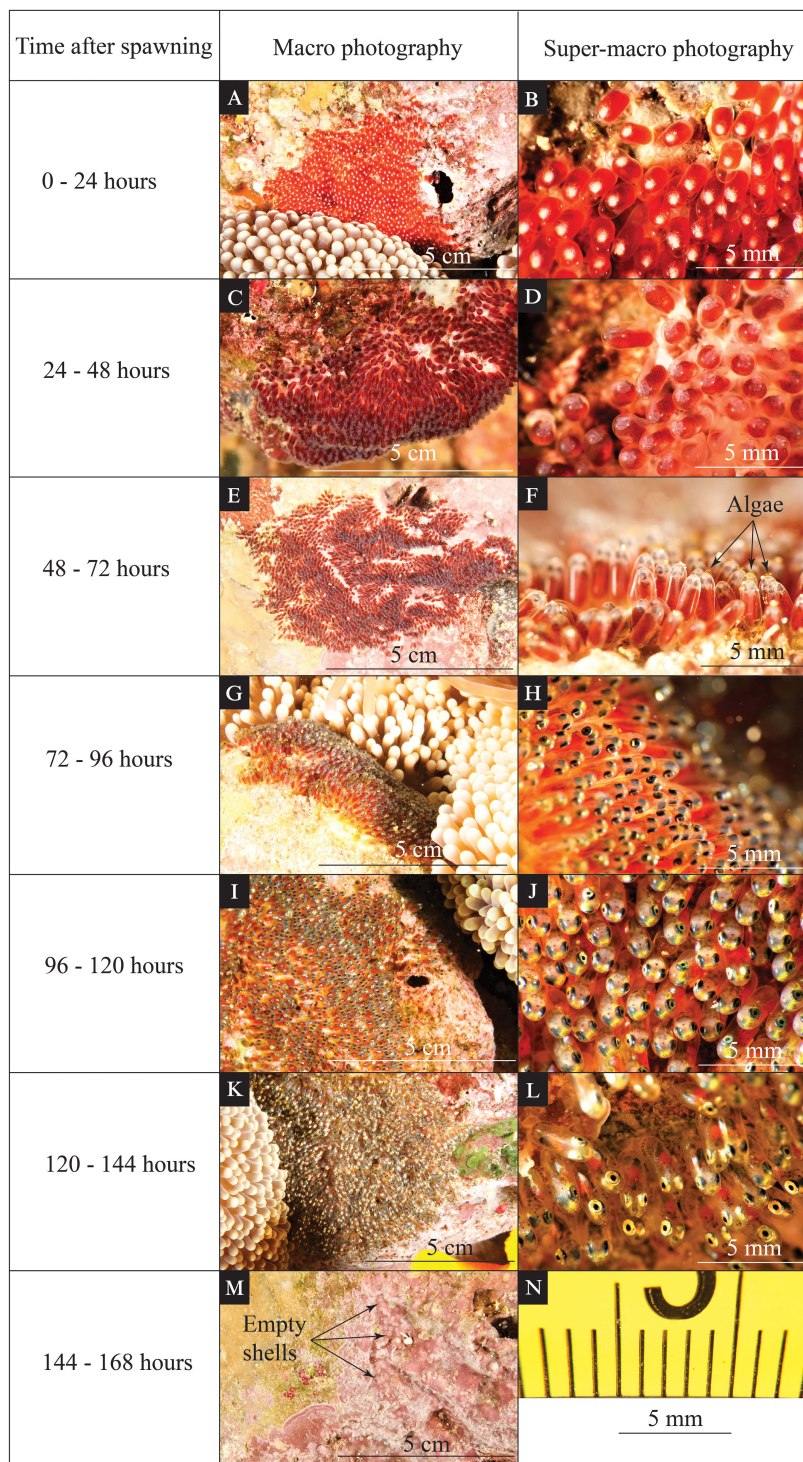 Time after spawning
Macro photography
Super-macro photography
0 - 24 hours
A
5 cm
B
5 mm
24 - 48 hours
C
5 cm
D
5 mm
48 - 72 hours
E
5 cm
F
Algae
5 mm
72 - 96 hours
G
5 cm
H
5 mm
96 - 120 hours
I
5 cm
J
5 mm
120 - 144 hours
K
5 cm
L
5 mm
144 - 168 hours
M
Empty
shells
5 cm
N
5 mm